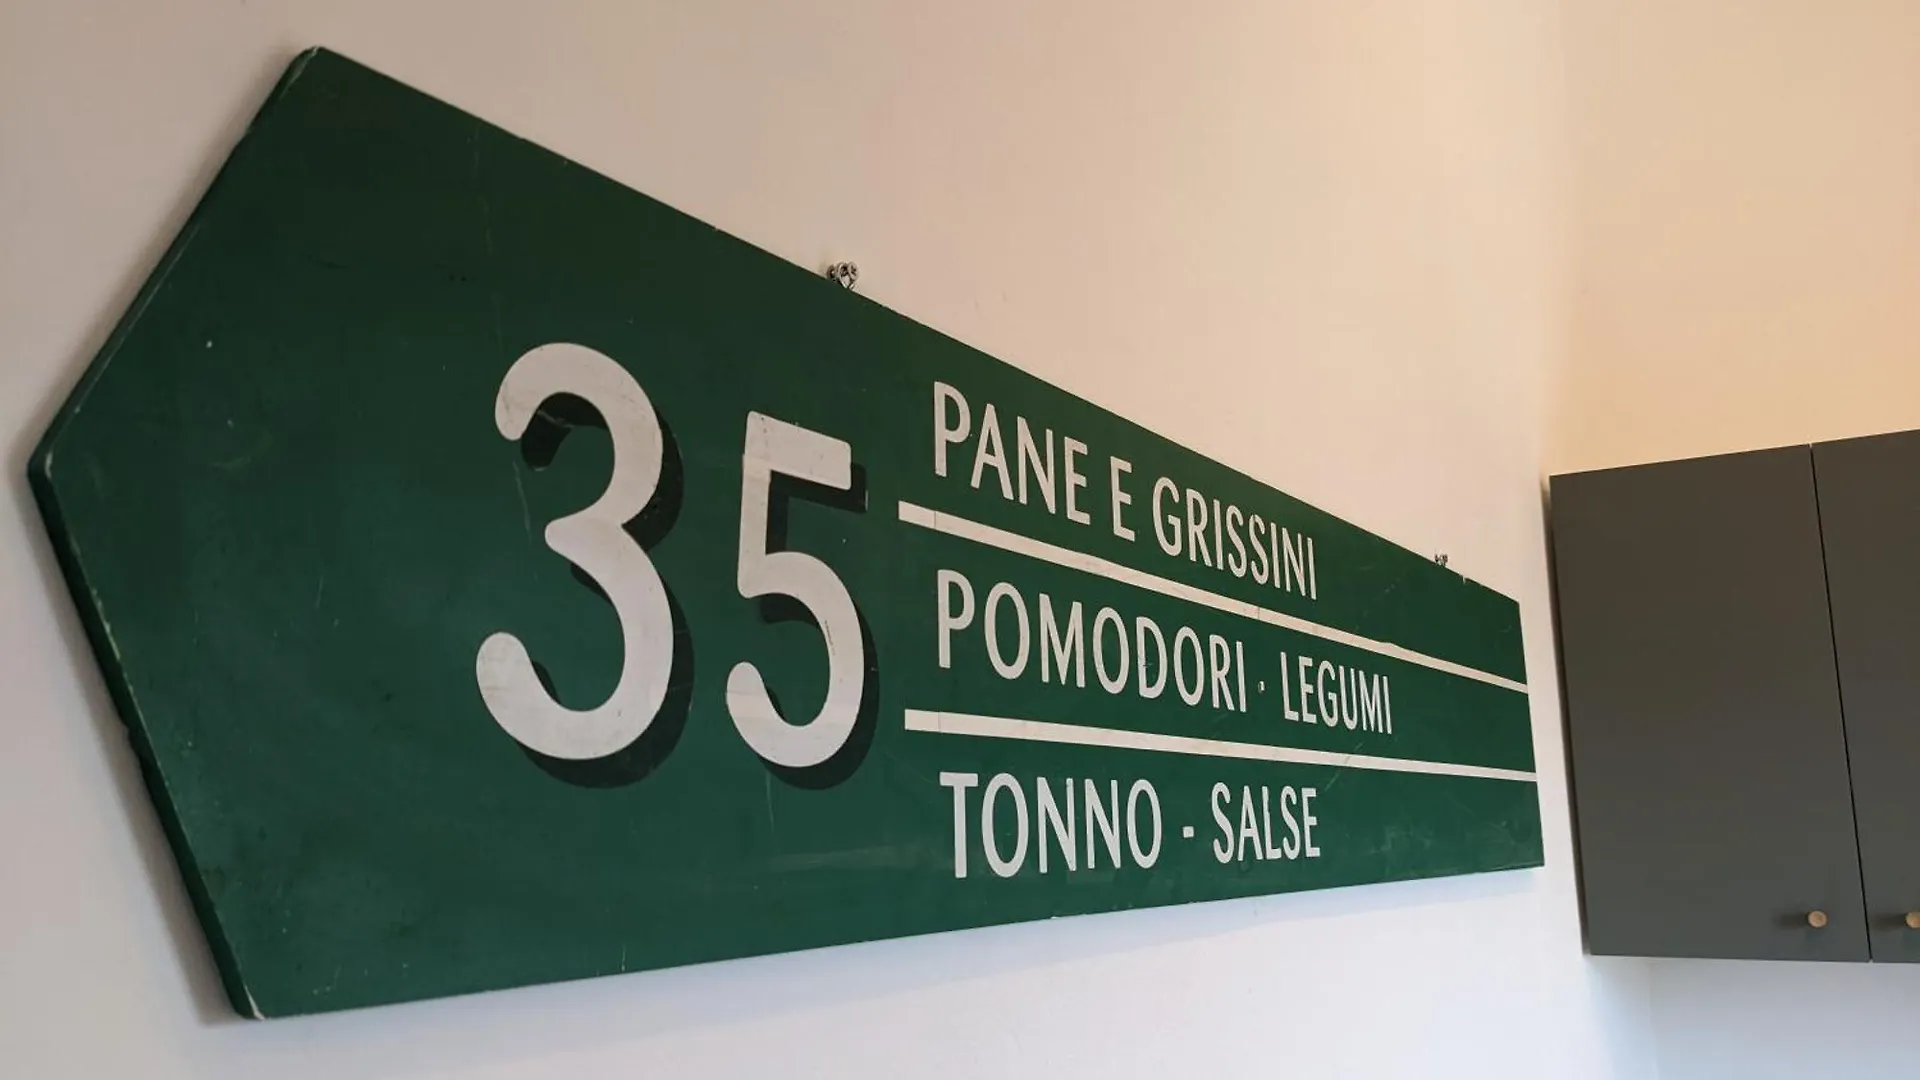 35
PANE E GRISSINI
POMODORI · LEGUMI
TONNO - SALSE